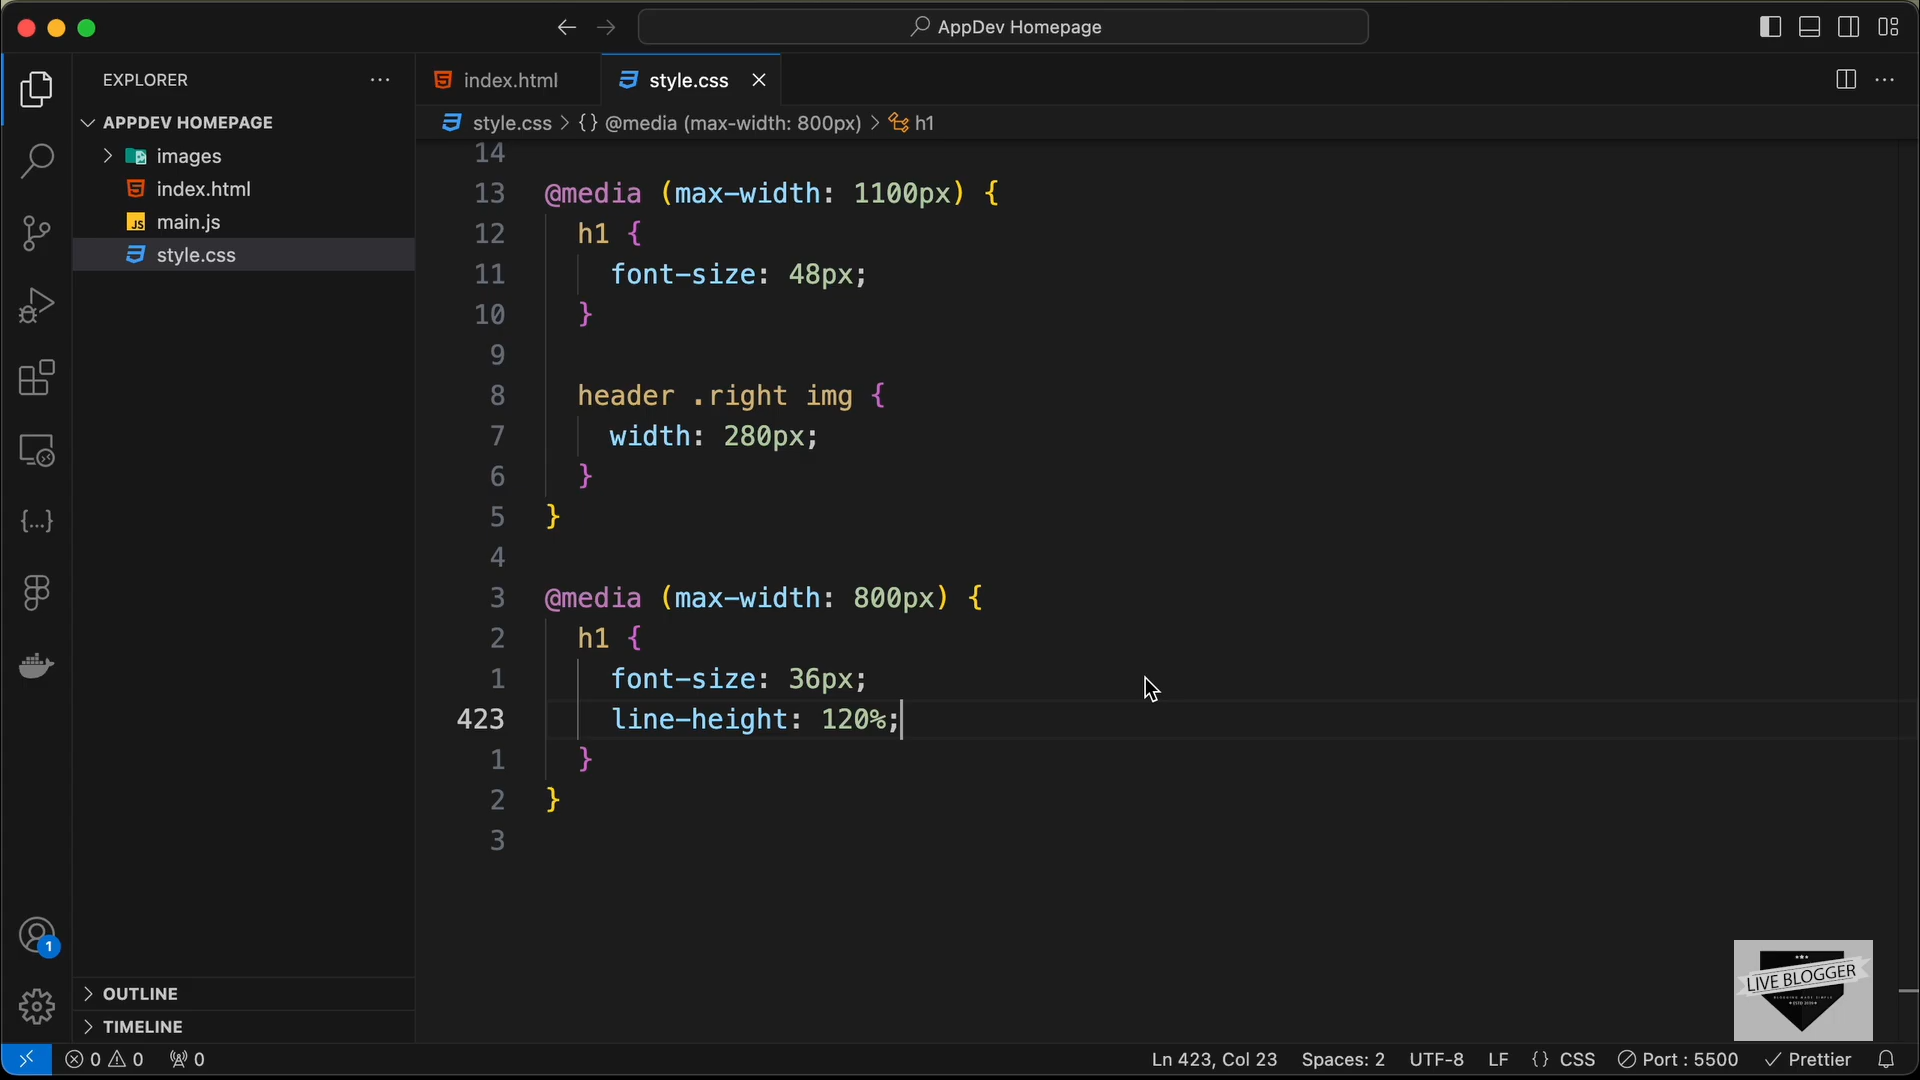 AppDev Homepage
EXPLORER
APPDEV HOMEPAGE
images
index.html
main.js
style.css
OUTLINE
TIMELINE
index.html
style.css
style.css > {} @media (max-width: 800px) > h1
14
13 @media (max-width: 1100px) {
12 h1 {
11 font-size: 48px;
10 }
9
8 header .right img {
7 width: 280px;
6 }
5 }
4
3 @media (max-width: 800px) {
2 h1 {
1 font-size: 36px;
423 line-height: 120%;
1 }
2 }
3
1
LIVE BLOGGER
0 0 0
Ln 423, Col 23 Spaces: 2 UTF-8 LF {} CSS Port : 5500 Prettier